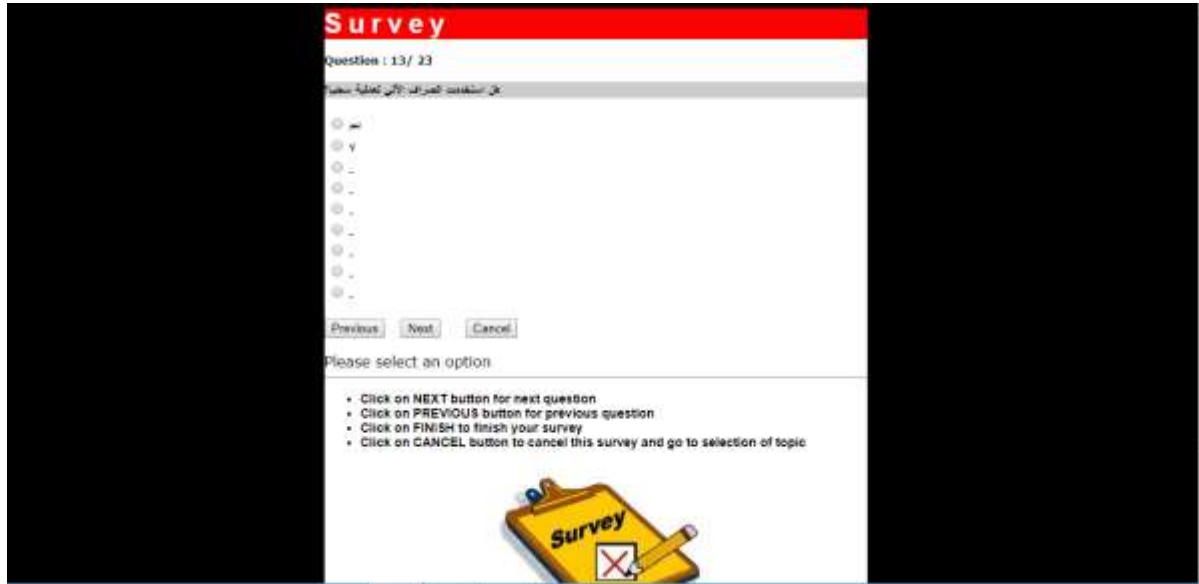 Survey
Question : 13/ 23
هل استخدمت الصراف الآلي لعملية سحب؟
نعم
لا
-
-
-
-
-
-
-
Previous Next Cancel
Please select an option
• Click on NEXT button for next question
• Click on PREVIOUS button for previous question
• Click on FINISH to finish your survey
• Click on CANCEL button to cancel this survey and go to selection of topic
Survey